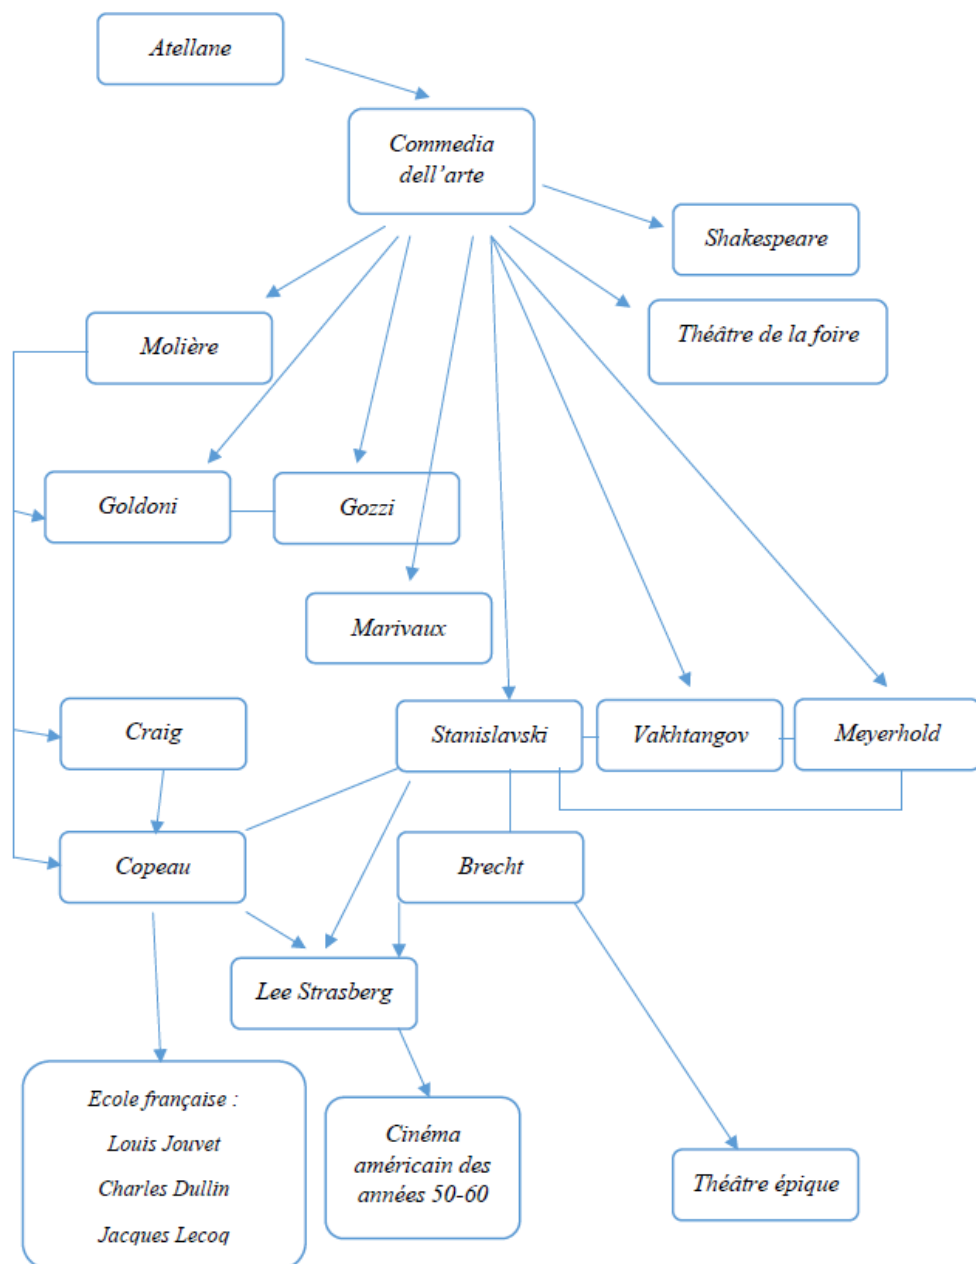 Atellane
Commedia
dell’arte
Shakespeare
Théâtre de la foire
Molière
Goldoni
Gozzi
Marivaux
Craig
Stanislavski
Vakhtangov
Meyerhold
Copeau
Brecht
Lee Strasberg
Ecole française :
Louis Jouvet
Charles Dullin
Jacques Lecoq
Cinéma
américain des
années 50-60
Théâtre épique